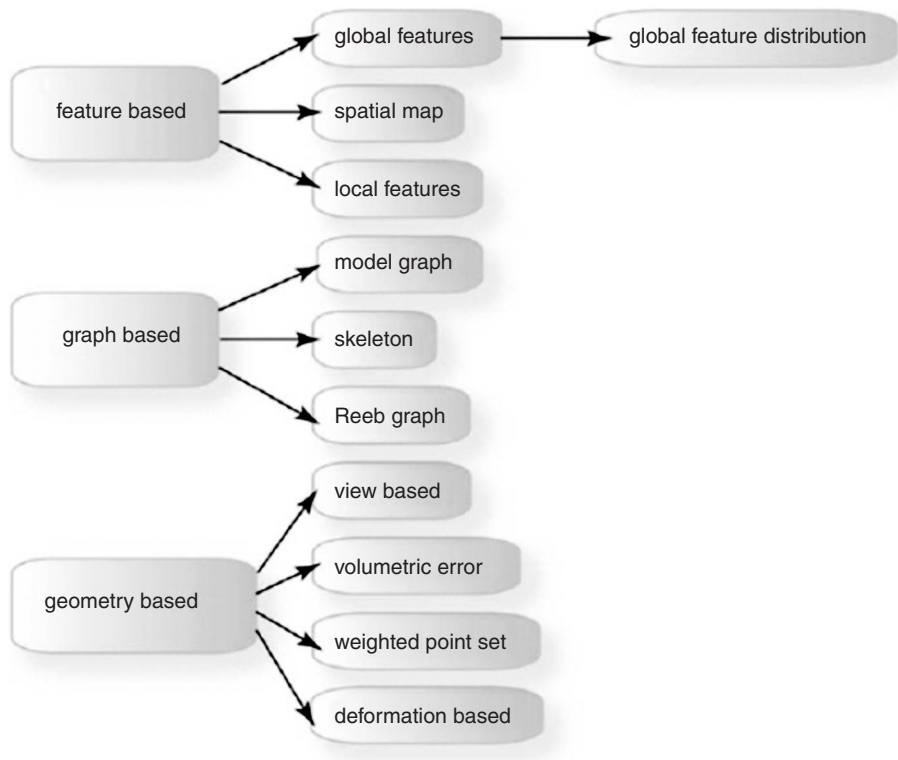 global features
global feature distribution
feature based
spatial map
local features
model graph
graph based
skeleton
Reeb graph
view based
volumetric error
geometry based
weighted point set
deformation based